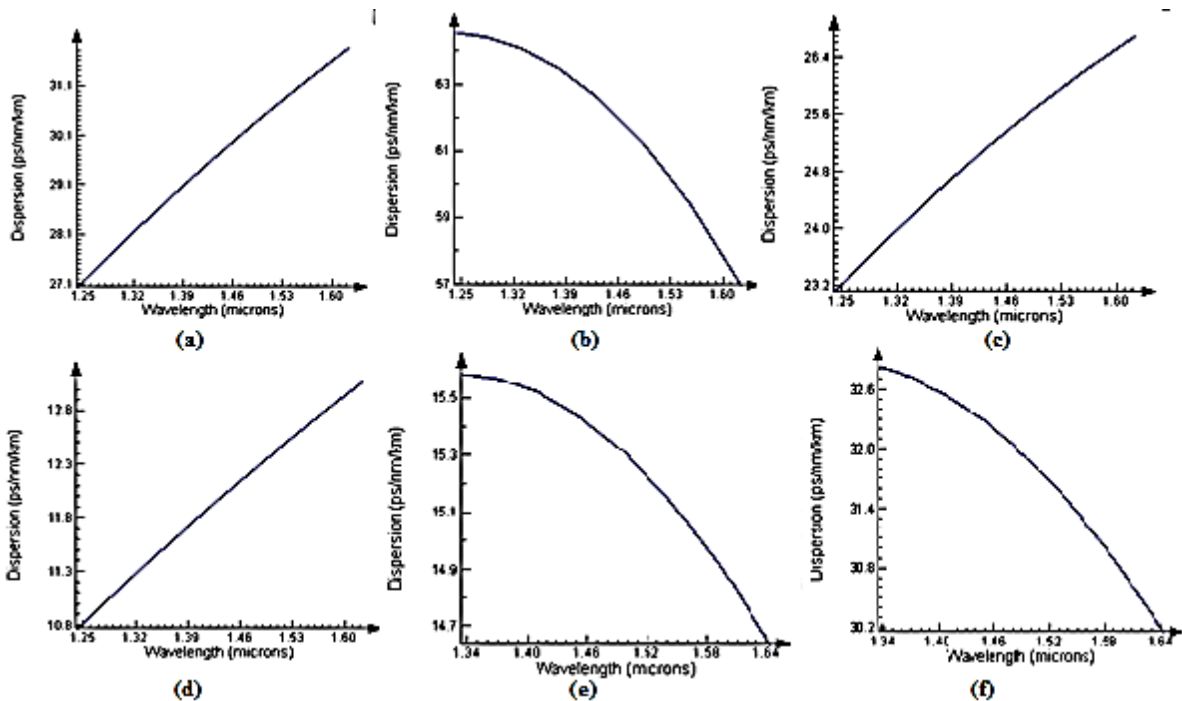 Dispersion (ps/nm/km)
31.1
30.1
29.1
28.1
27.1
1.25 1.32 1.39 1.46 1.53 1.60
Wavelength (microns)
(a)
Dispersion (ps/nm/km)
63
61
59
57
1.25 1.32 1.39 1.46 1.53 1.60
Wavelength (microns)
(b)
Dispersion (ps/nm/km)
26.4
25.6
24.8
24.0
23.2
1.25 1.32 1.39 1.46 1.53 1.60
Wavelength (microns)
(c)
Dispersion (ps/nm/km)
12.8
12.3
11.8
11.3
10.8
1.25 1.32 1.39 1.46 1.53 1.60
Wavelength (microns)
(d)
Dispersion (ps/nm/km)
15.5
15.3
15.1
14.9
14.7
1.34 1.40 1.46 1.52 1.58 1.64
Wavelength (microns)
(e)
Dispersion (ps/nm/km)
32.6
32.0
31.4
30.8
30.2
1.34 1.40 1.46 1.52 1.58 1.64
Wavelength (microns)
(f)